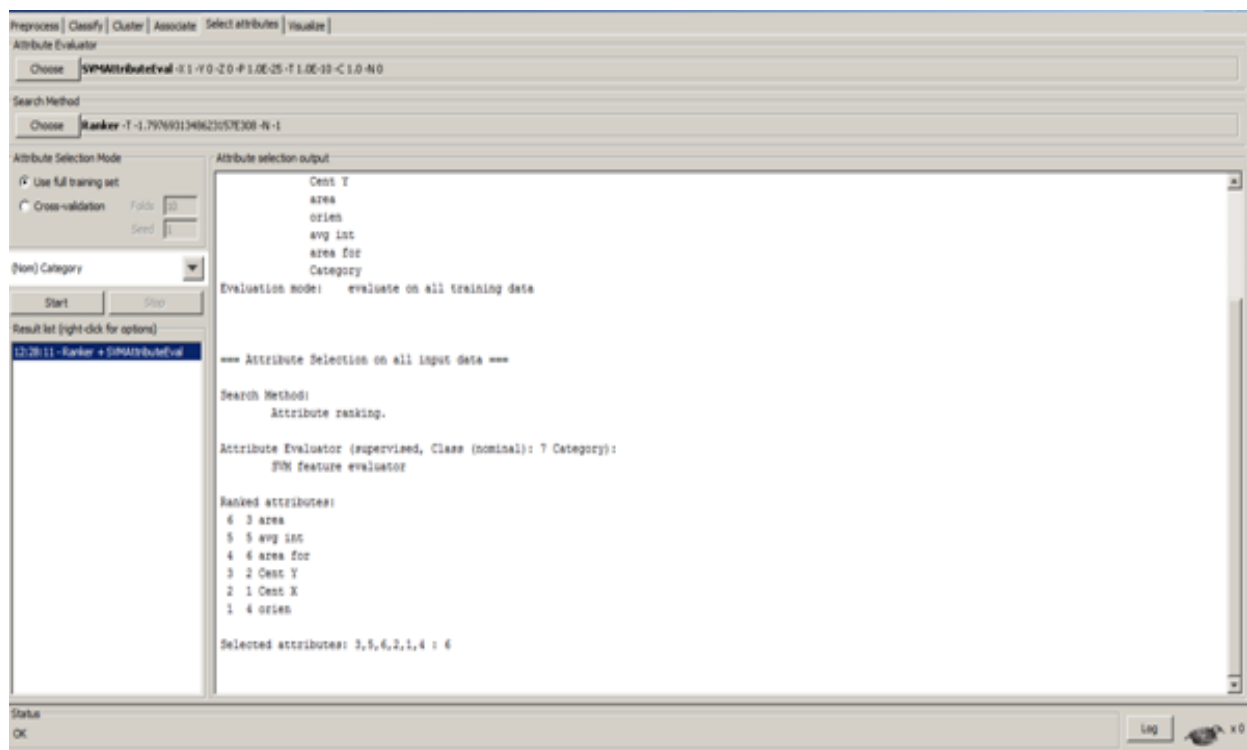 Preprocess Classify Cluster Associate Select attributes Visualize
Attribute Evaluator
Choose SVMAttributeEval -X 1 -Y 0 -Z 0 -P 1.0E-25 -T 1.0E-10 -C 1.0 -N 0
Search Method
Choose Ranker -T -1.7976931348623157E308 -N -1
Attribute Selection Mode
Use full training set
Cross-validation Folds 10
Seed 1
(Nom) Category
Start Stop
Result list (right-click for options)
12:28:11 - Ranker + SVMAttributeEval
Attribute selection output
Cent Y
area
orien
avg int
area for
Category
Evaluation mode: evaluate on all training data
=== Attribute Selection on all input data ===
Search Method:
Attribute ranking.
Attribute Evaluator (supervised, Class (nominal): 7 Category):
SVM feature evaluator
Ranked attributes:
6 3 area
5 5 avg int
4 6 area for
3 2 Cent Y
2 1 Cent X
1 4 orien
Selected attributes: 3,5,6,2,1,4 : 6
Status
OK
Log x 0